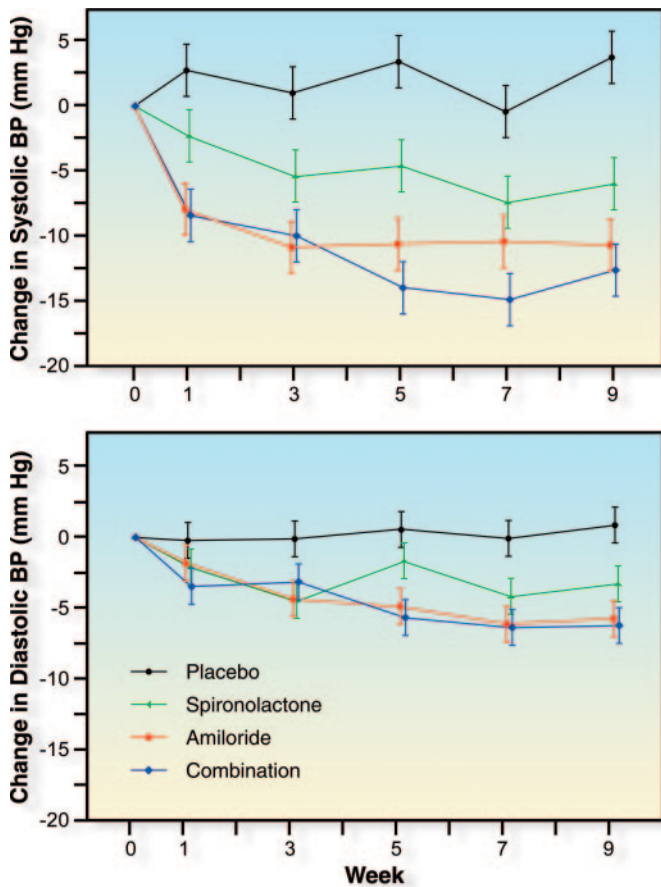 Change in Systolic BP (mm Hg)
5
0
-5
-10
-15
-20
0 1 3 5 7 9
Change in Diastolic BP (mm Hg)
5
0
-5
-10
-15
-20
Placebo
Spironolactone
Amiloride
Combination
0 1 3 5 7 9
Week